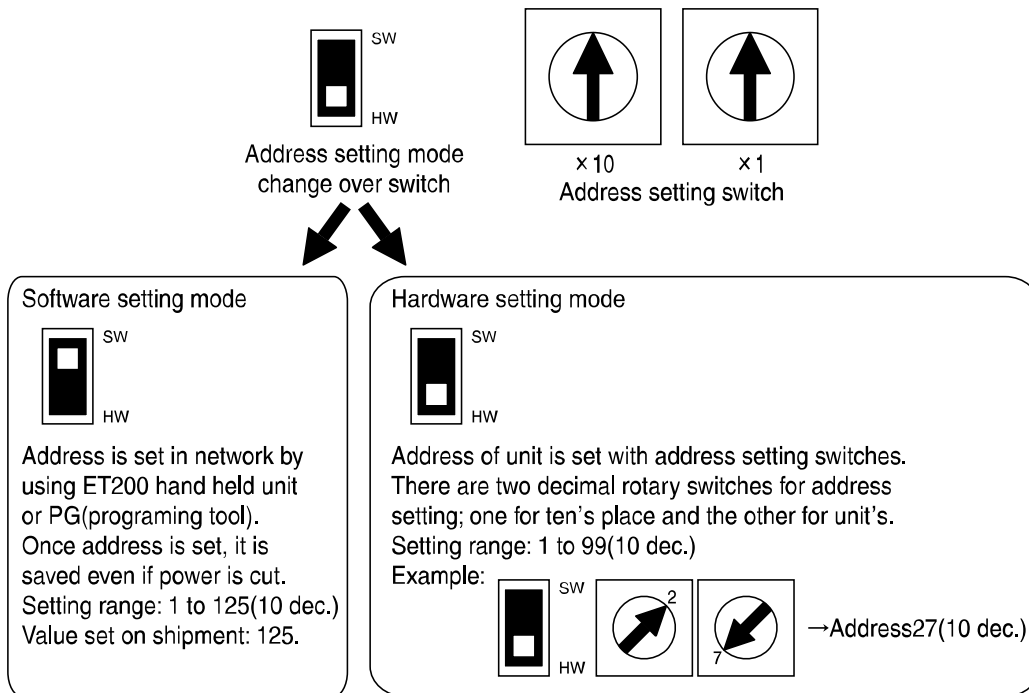 SW
HW
Address setting mode
change over switch
×10
×1
Address setting switch
Software setting mode
SW
HW
Address is set in network by
using ET200 hand held unit
or PG(programing tool).
Once address is set, it is
saved even if power is cut.
Setting range: 1 to 125(10 dec.)
Value set on shipment: 125.
Hardware setting mode
SW
HW
Address of unit is set with address setting switches.
There are two decimal rotary switches for address
setting; one for ten's place and the other for unit's.
Setting range: 1 to 99(10 dec.)
Example:
SW
HW
2
7
→Address27(10 dec.)